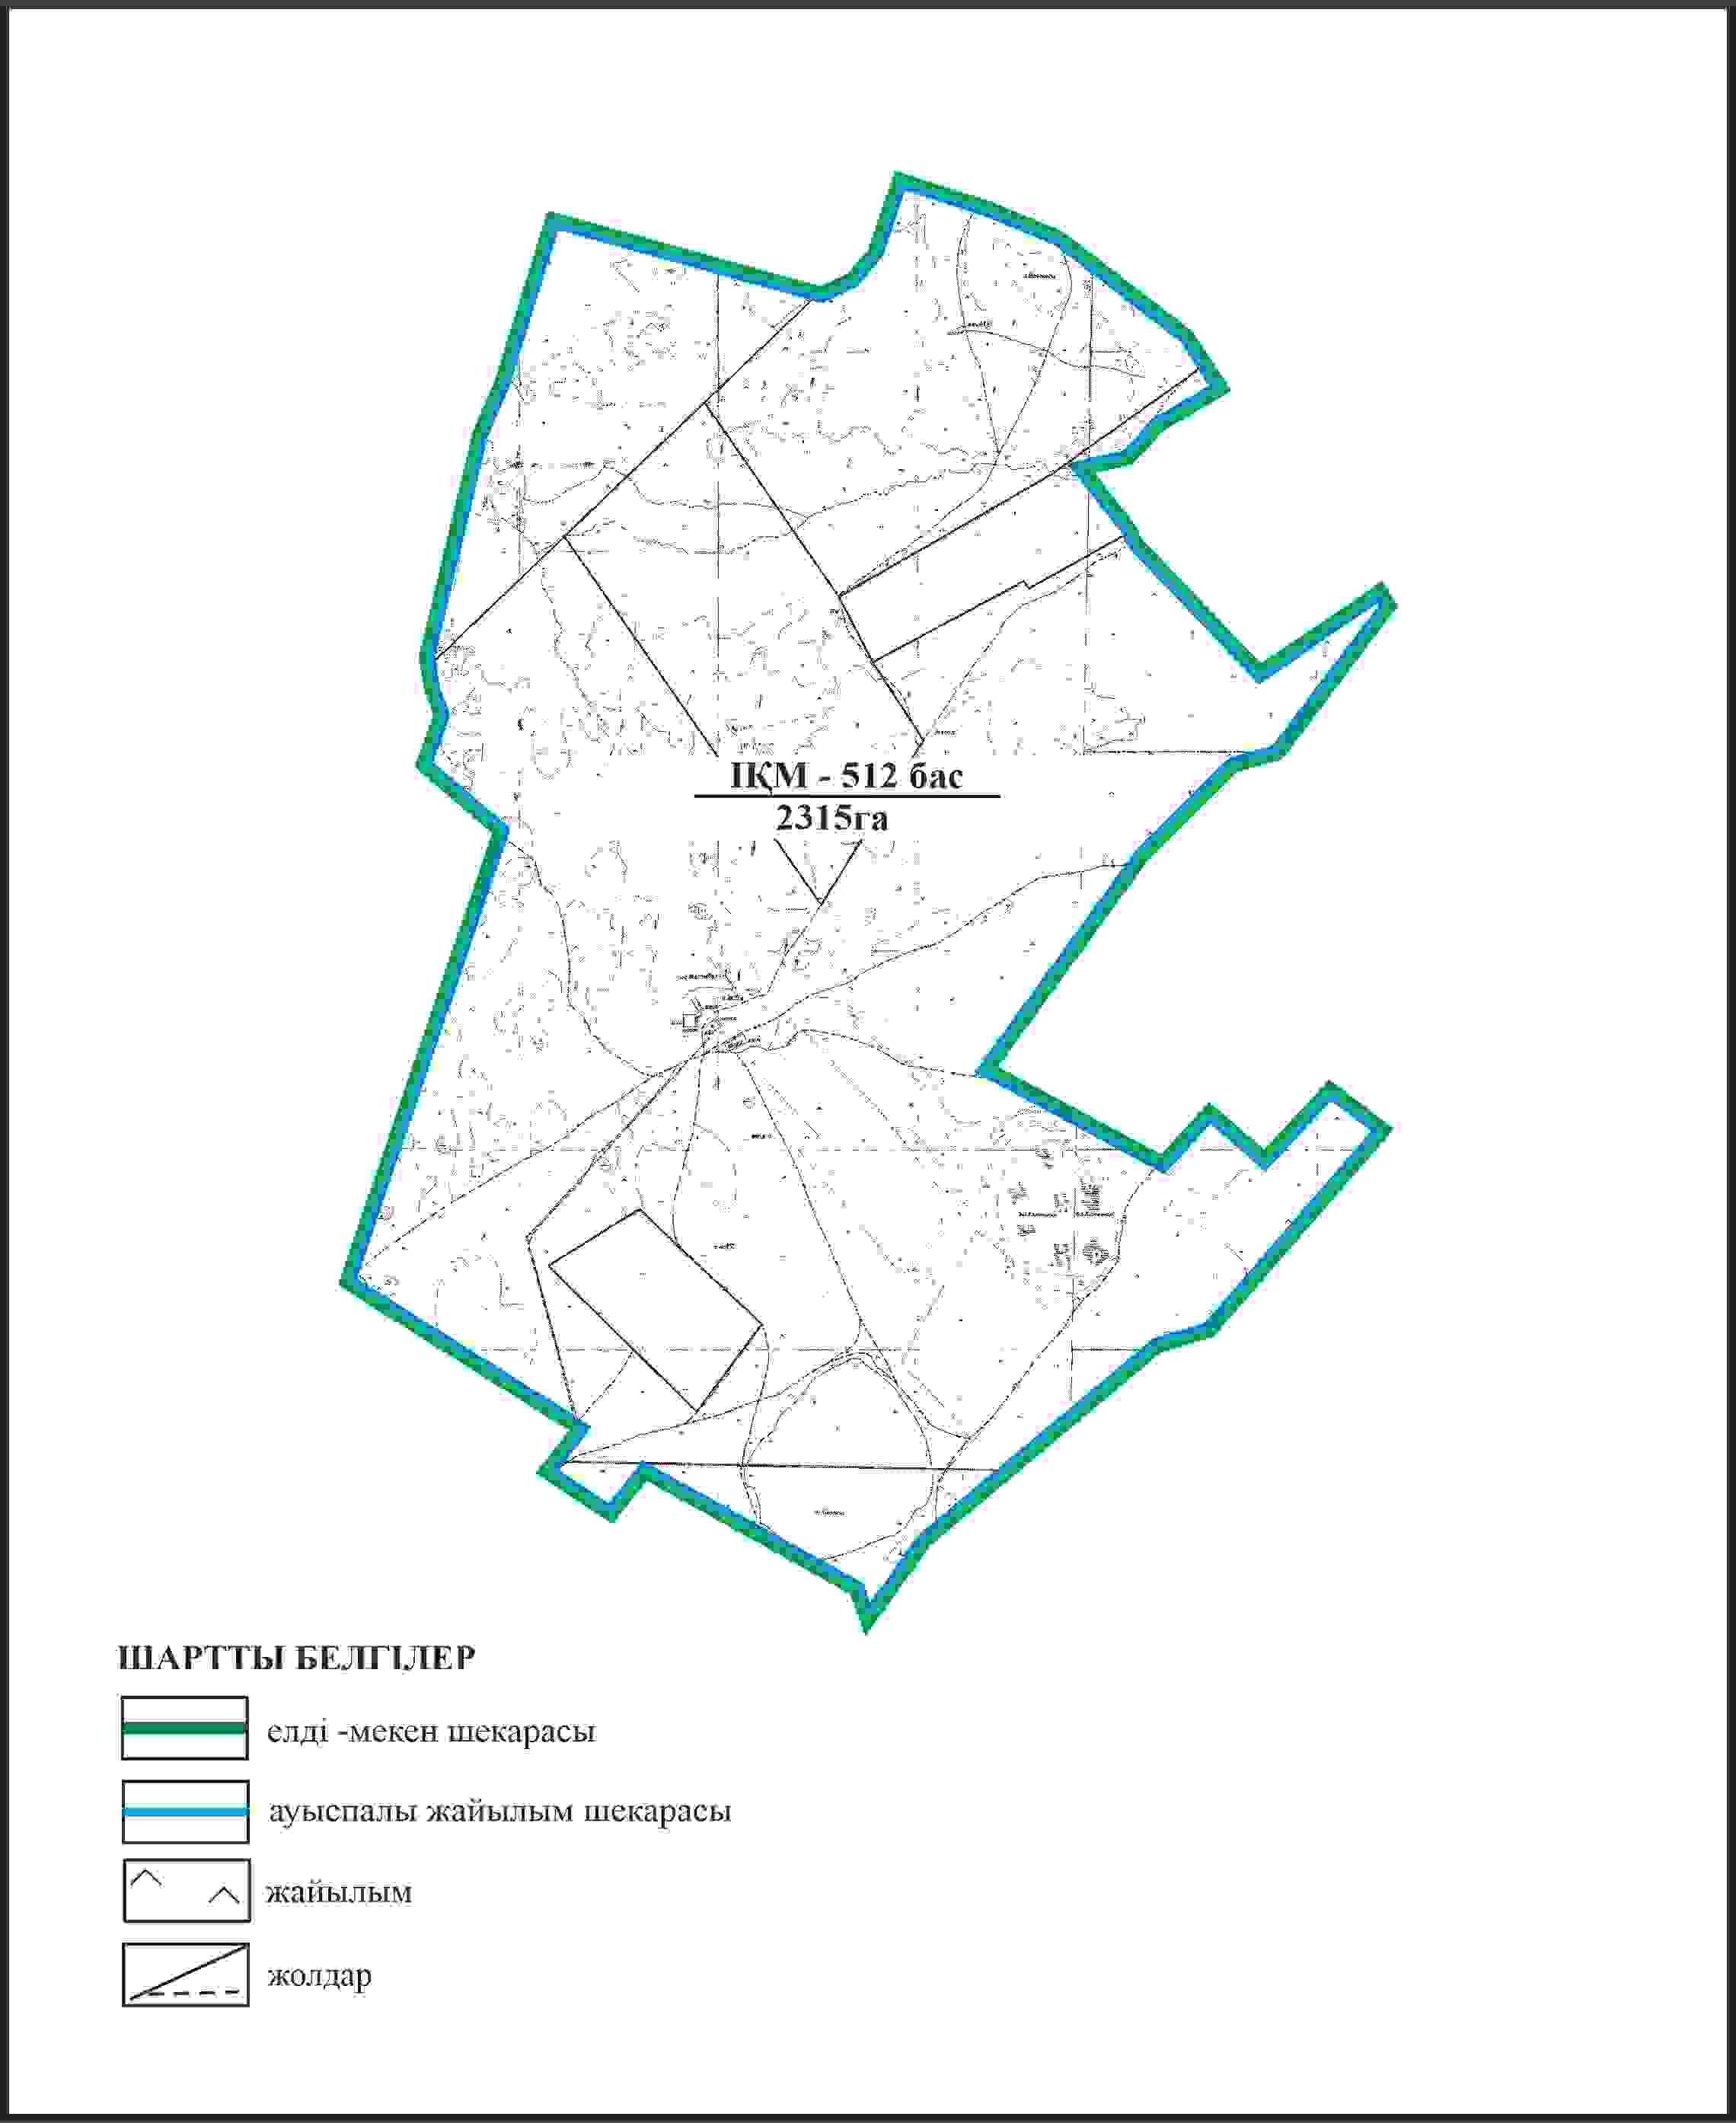 ІҚМ - 512 бас
2315га
ШАРТТЫ БЕЛГІЛЕР
елді -мекен шекарасы
ауыспалы жайылым шекарасы
жайылым
жолдар